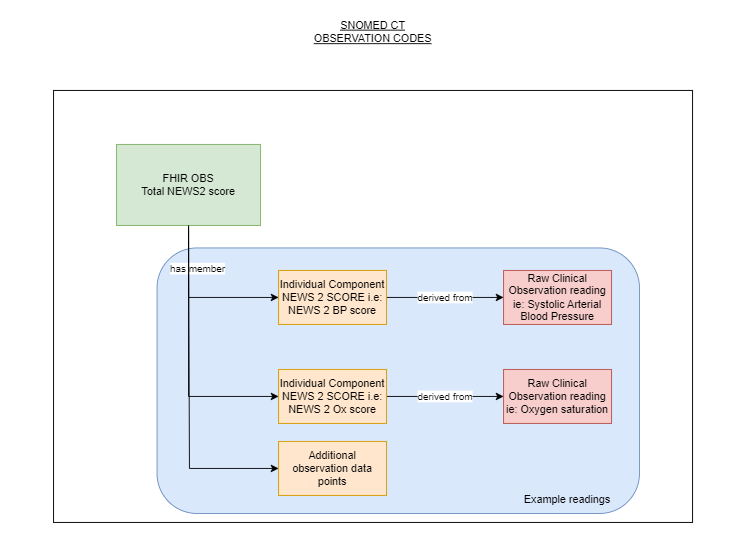 SNOMED CT
OBSERVATION CODES
FHIR OBS
Total NEWS2 score
has member
Individual Component
NEWS 2 SCORE i.e:
NEWS 2 BP score
derived from
Raw Clinical
Observation reading
ie: Systolic Arterial
Blood Pressure
Individual Component
NEWS 2 SCORE i.e:
NEWS 2 Ox score
derived from
Raw Clinical
Observation reading
ie: Oxygen saturation
Additional
observation data
points
Example readings